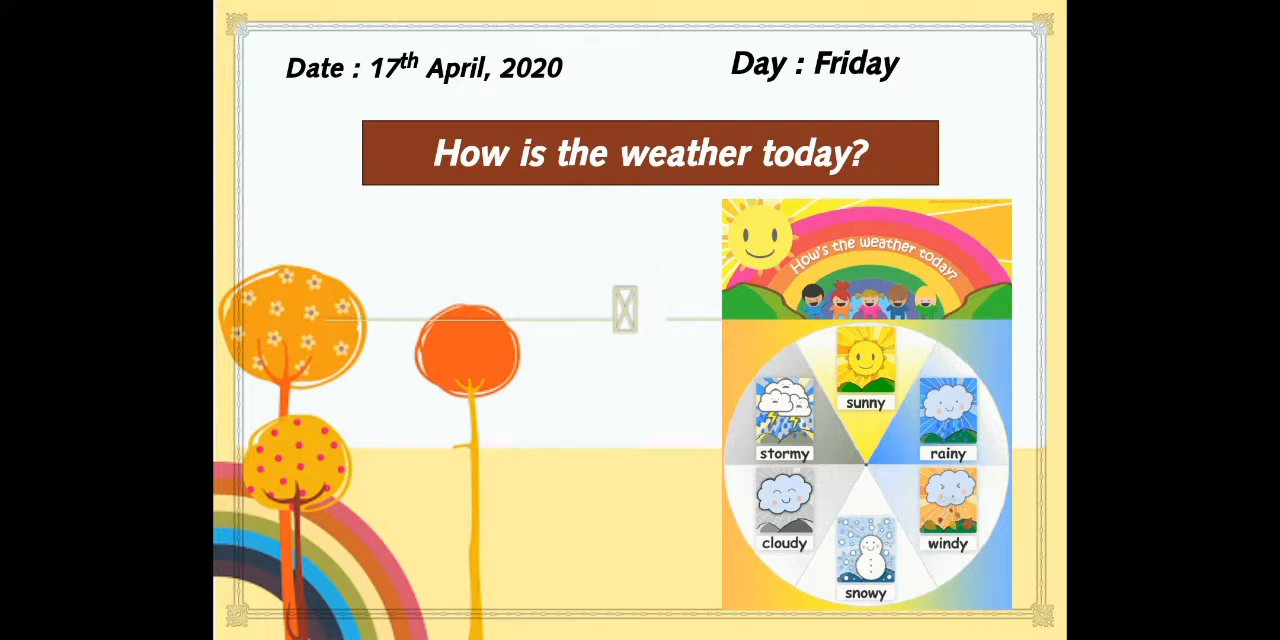 Date : 17th April, 2020
Day : Friday
How is the weather today?
How's the weather today?
sunny
stormy
rainy
cloudy
windy
snowy